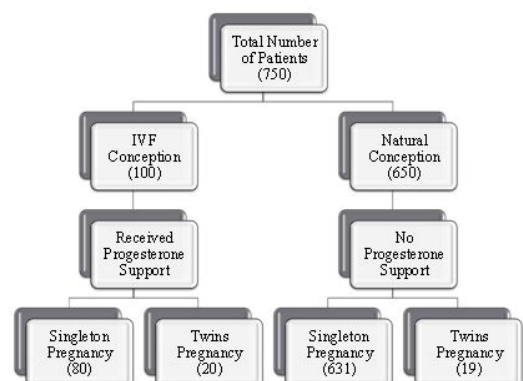 Total Number
of Patients
(750)
IVF
Conception
(100)
Natural
Conception
(650)
Received
Progesterone
Support
No
Progesterone
Support
Singleton
Pregnancy
(80)
Twins
Pregnancy
(20)
Singleton
Pregnancy
(631)
Twins
Pregnancy
(19)